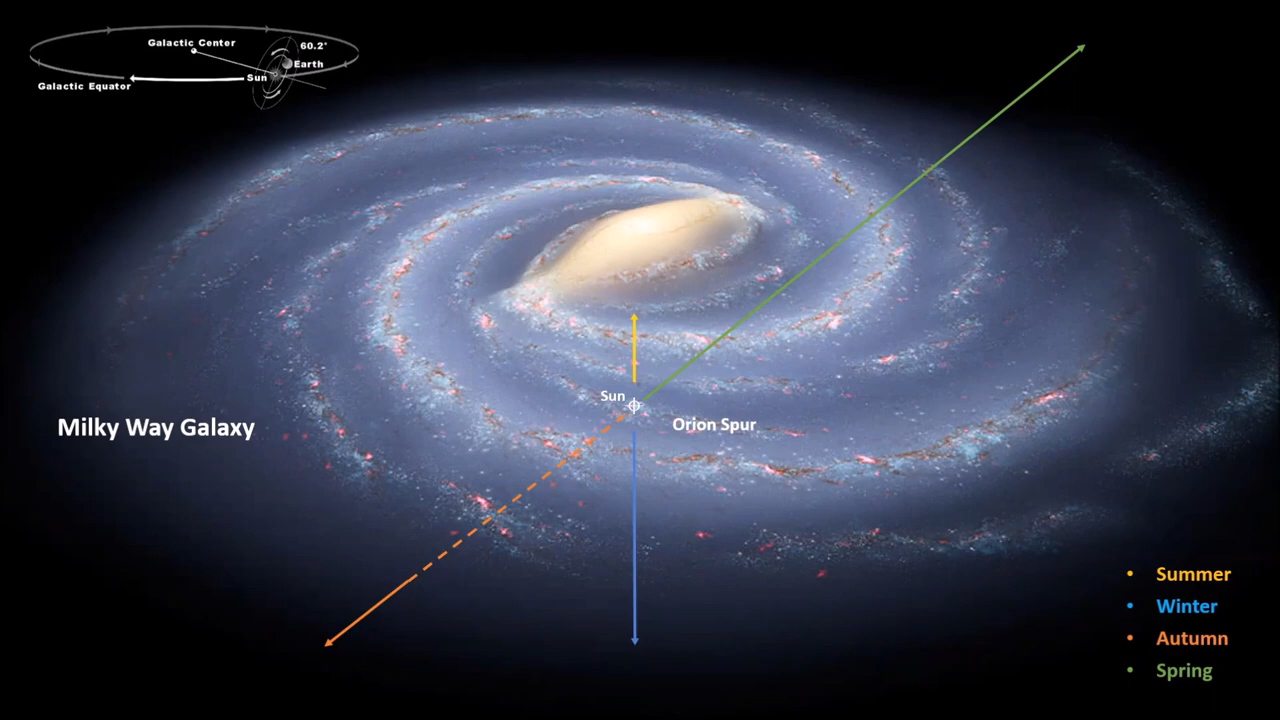 Galactic Center
60.2°
Earth
Sun
Galactic Equator
Sun
Orion Spur
Milky Way Galaxy
• Summer
• Winter
• Autumn
• Spring